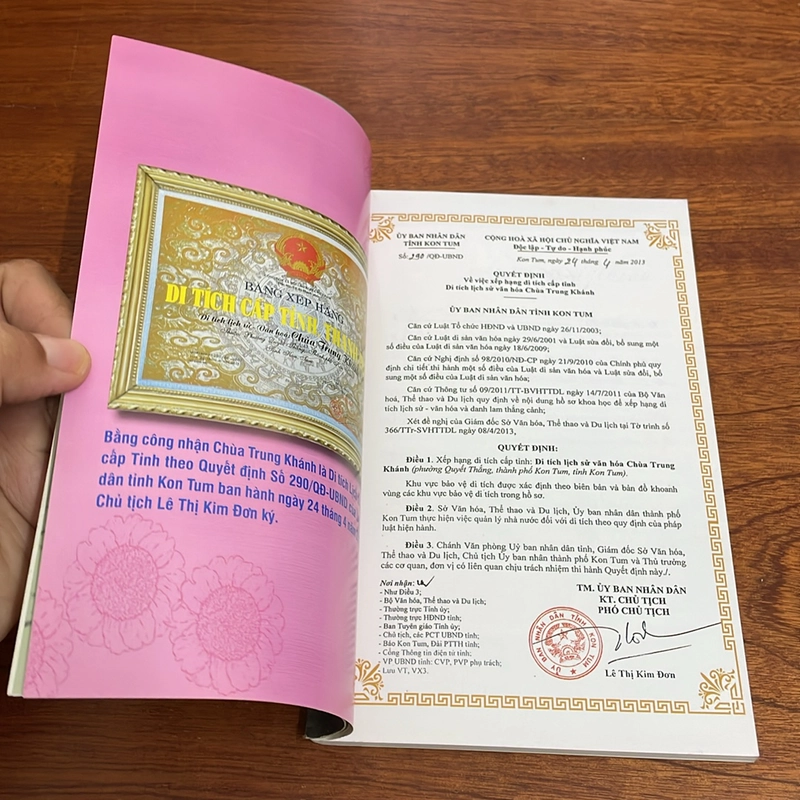 BẰNG XẾP HẠNG
DI TÍCH CẤP TỈNH
Di tích lịch sử Văn hóa: Chùa Trung
Bằng công nhận Chùa Trung Khánh là Di tích
cấp Tỉnh theo Quyết định Số 290/QĐ-UBND
dân tỉnh Kon Tum ban hành ngày 24 tháng 4
Chủ tịch Lê Thị Kim Đơn ký.
ỦY BAN NHÂN DÂN
TỈNH KON TUM
Số: 290 /QĐ-UBND
CỘNG HOÀ XÃ HỘI CHỦ NGHĨA VIỆT NAM
Độc lập - Tự do - Hạnh phúc
Kon Tum, ngày 24 tháng 4 năm 2013
QUYẾT ĐỊNH
Về việc xếp hạng di tích cấp tỉnh
Di tích lịch sử văn hóa Chùa Trung Khánh
ỦY BAN NHÂN DÂN TỈNH KON TUM
Căn cứ Luật Tổ chức HĐND và UBND ngày 26/11/2003;
Căn cứ Luật di sản văn hóa ngày 29/6/2001 và Luật sửa đổi, bổ sung một
số điều của Luật di sản văn hóa ngày 18/6/2009;
Căn cứ Nghị định số 98/2010/NĐ-CP ngày 21/9/2010 của Chính phủ quy
định chi tiết thi hành một số điều của Luật di sản văn hóa và Luật sửa đổi, bổ
sung một số điều của Luật di sản văn hóa;
Căn cứ Thông tư số 09/2011/TT-BVHTTDL ngày 14/7/2011 của Bộ Văn
hoá, Thể thao và Du lịch quy định về nội dung hồ sơ khoa học để xếp hạng di
tích lịch sử - văn hóa và danh lam thắng cảnh;
Xét đề nghị của Giám đốc Sở Văn hóa, Thể thao và Du lịch tại Tờ trình số
366/TTr-SVHTTDL ngày 08/4/2013,
QUYẾT ĐỊNH:
Điều 1. Xếp hạng di tích cấp tỉnh: Di tích lịch sử văn hóa Chùa Trung
Khánh (phường Quyết Thắng, thành phố Kon Tum, tỉnh Kon Tum).
Khu vực bảo vệ di tích được xác định theo biên bản và bản đồ khoanh
vùng các khu vực bảo vệ di tích trong hồ sơ.
Điều 2. Sở Văn hóa, Thể thao và Du lịch, Ủy ban nhân dân thành phố
Kon Tum thực hiện việc quản lý nhà nước đối với di tích theo quy định của pháp
luật hiện hành.
Điều 3. Chánh Văn phòng Uỷ ban nhân dân tỉnh, Giám đốc Sở Văn hóa,
Thể thao và Du lịch, Chủ tịch Ủy ban nhân dân thành phố Kon Tum và Thủ trưởng
các cơ quan, đơn vị có liên quan chịu trách nhiệm thi hành Quyết định này./.
Nơi nhận:
- Như Điều 3;
- Bộ Văn hóa, Thể thao và Du lịch;
- Thường trực Tỉnh ủy;
- Thường trực HĐND tỉnh;
- Ban Tuyên giáo Tỉnh ủy;
- Chủ tịch, các PCT UBND tỉnh;
- Báo Kon Tum, Đài PTTH tỉnh;
- Cổng Thông tin điện tử tỉnh;
- VP UBND tỉnh: CVP, PVP phụ trách;
- Lưu VT, VX3.
TM. ỦY BAN NHÂN DÂN
KT. CHỦ TỊCH
PHÓ CHỦ TỊCH
ỦY BAN NHÂN DÂN TỈNH KON TUM
Lê Thị Kim Đơn